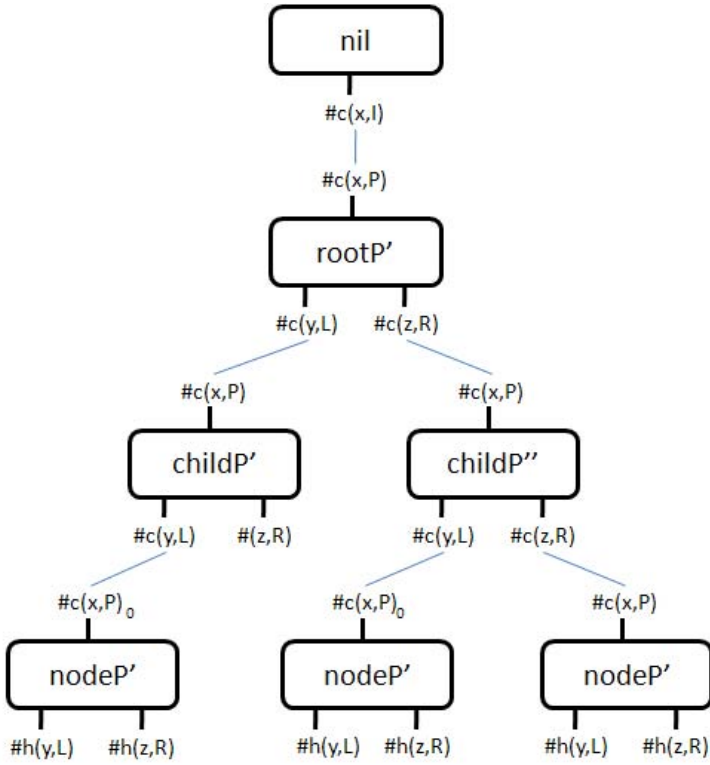 nil
#c(x,I)
#c(x,P)
rootP’
#c(y,L) #c(z,R)
#c(x,P) #c(x,P)
childP’ childP’’
#c(y,L) #(z,R) #c(y,L) #c(z,R)
#c(x,P)0 #c(x,P)0 #c(x,P)
nodeP’ nodeP’ nodeP’
#h(y,L) #h(z,R) #h(y,L) #h(z,R) #h(y,L) #h(z,R)